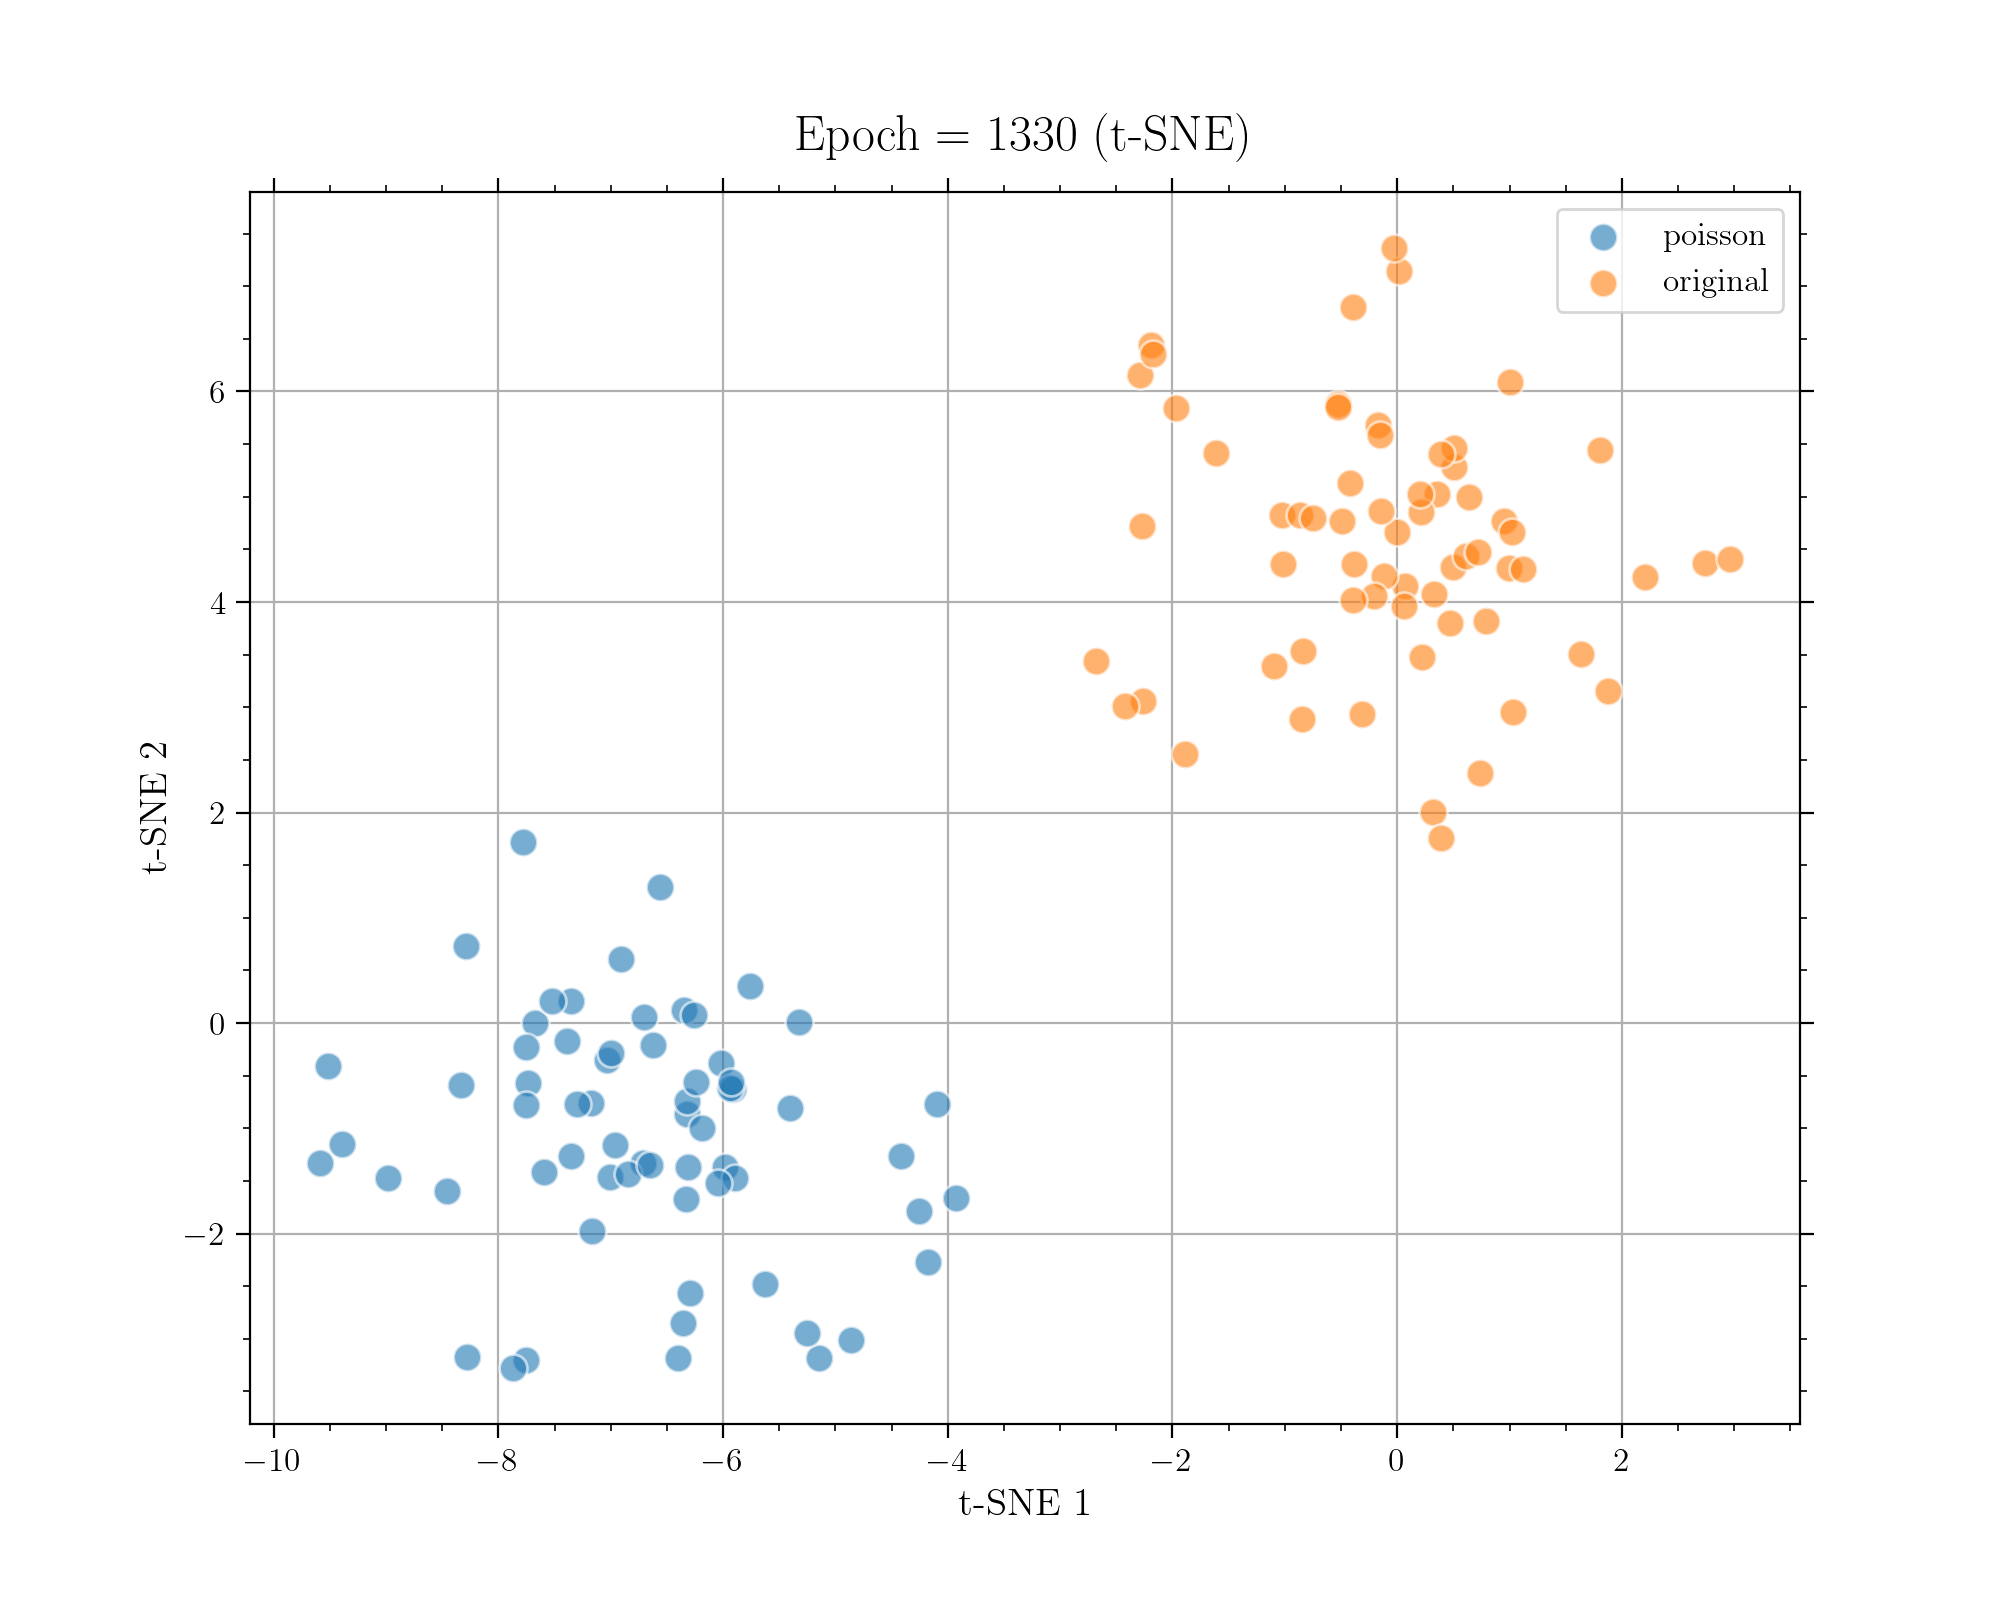 Epoch = 1330 (t-SNE)
poisson
original
6
4
2
0
−2
t-SNE 2
−10 −8 −6 −4 −2 0 2
t-SNE 1